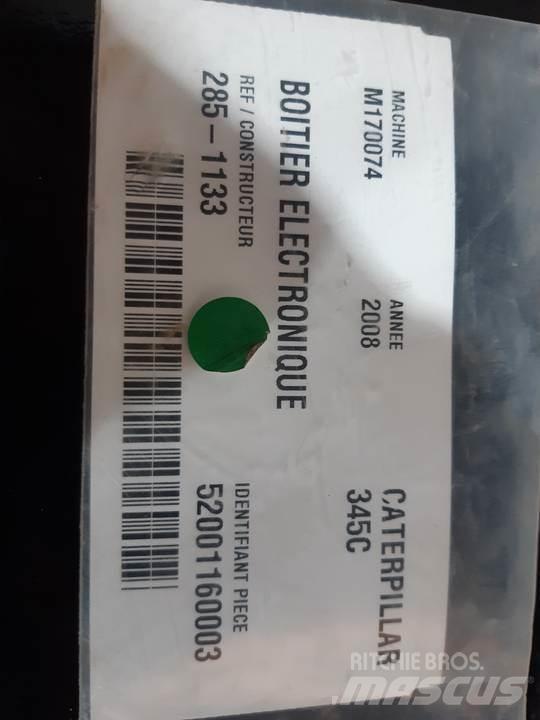 MACHINE
M170074
ANNEE
2008
CATERPILLAR
345C
BOITIER ELECTRONIQUE
REF / CONSTRUCTEUR
285-1133
IDENTIFIANT PIECE
52001160003
RITCHIE BROS.
MASCUS